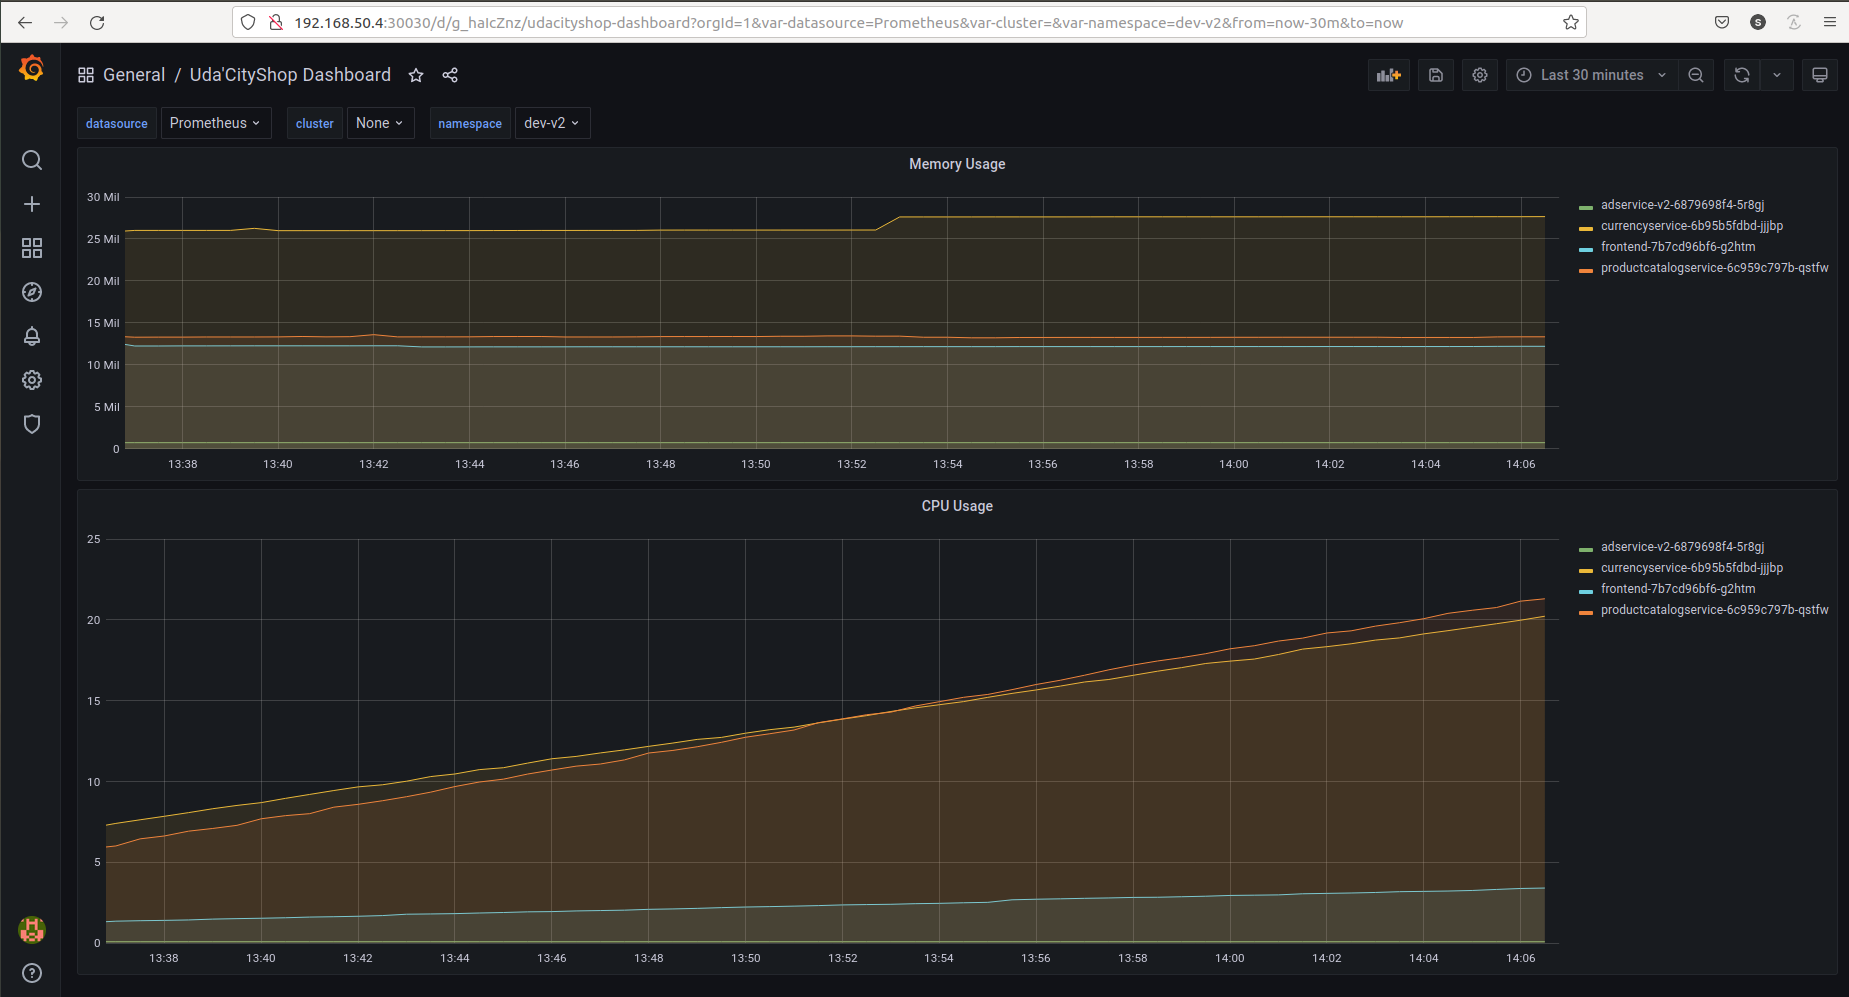 192.168.50.4:30030/d/g_haIcZnz/udacityshop-dashboard?orgId=1&var-datasource=Prometheus&var-cluster=&var-namespace=dev-v2&from=now-30m&to=now
S
General / Uda'CityShop Dashboard
Last 30 minutes
datasource Prometheus cluster None namespace dev-v2
Memory Usage
30 Mil
25 Mil
20 Mil
15 Mil
10 Mil
5 Mil
0
13:38 13:40 13:42 13:44 13:46 13:48 13:50 13:52 13:54 13:56 13:58 14:00 14:02 14:04 14:06
adservice-v2-6879698f4-5r8gj
currencyservice-6b95b5fdbd-jjjbp
frontend-7b7cd96bf6-g2htm
productcatalogservice-6c959c797b-qstfw
CPU Usage
25
20
15
10
5
0
13:38 13:40 13:42 13:44 13:46 13:48 13:50 13:52 13:54 13:56 13:58 14:00 14:02 14:04 14:06
adservice-v2-6879698f4-5r8gj
currencyservice-6b95b5fdbd-jjjbp
frontend-7b7cd96bf6-g2htm
productcatalogservice-6c959c797b-qstfw